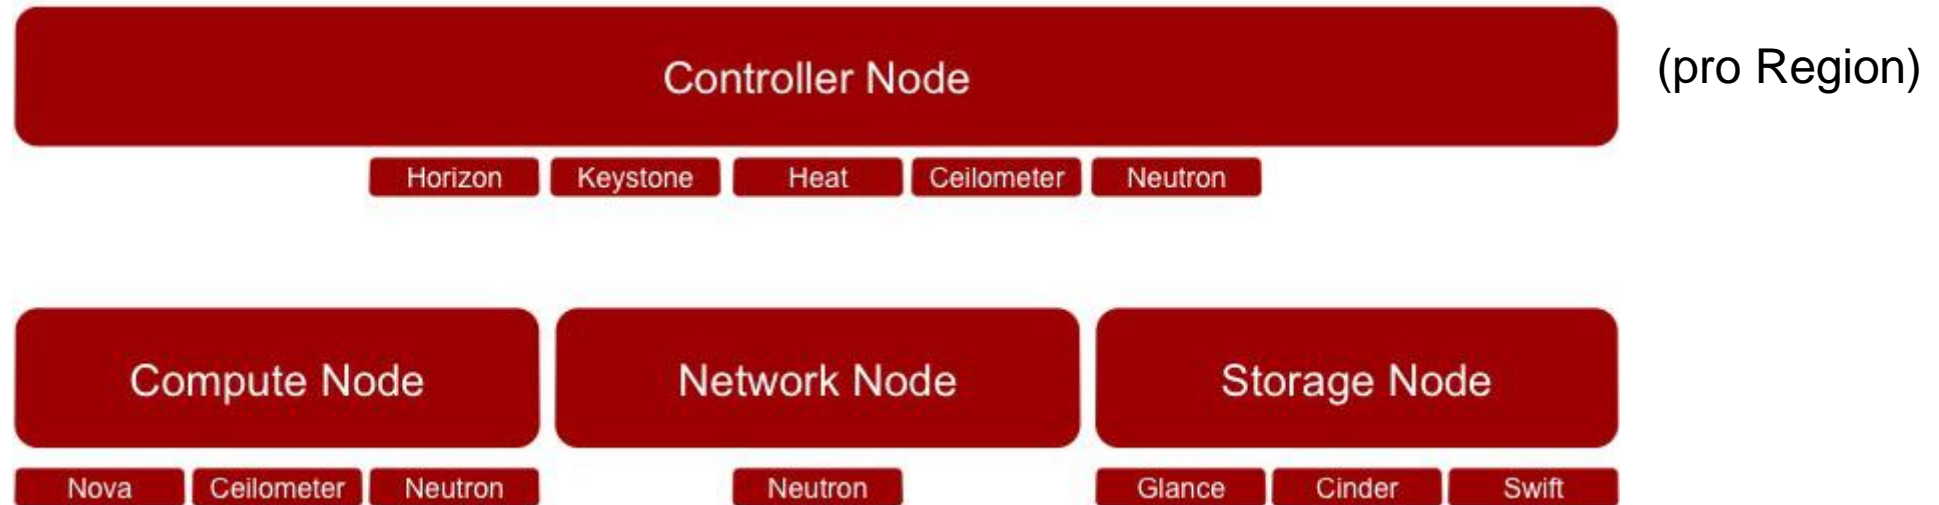 Controller Node
(pro Region)
Horizon
Keystone
Heat
Ceilometer
Neutron
Compute Node
Network Node
Storage Node
Nova
Ceilometer
Neutron
Neutron
Glance
Cinder
Swift